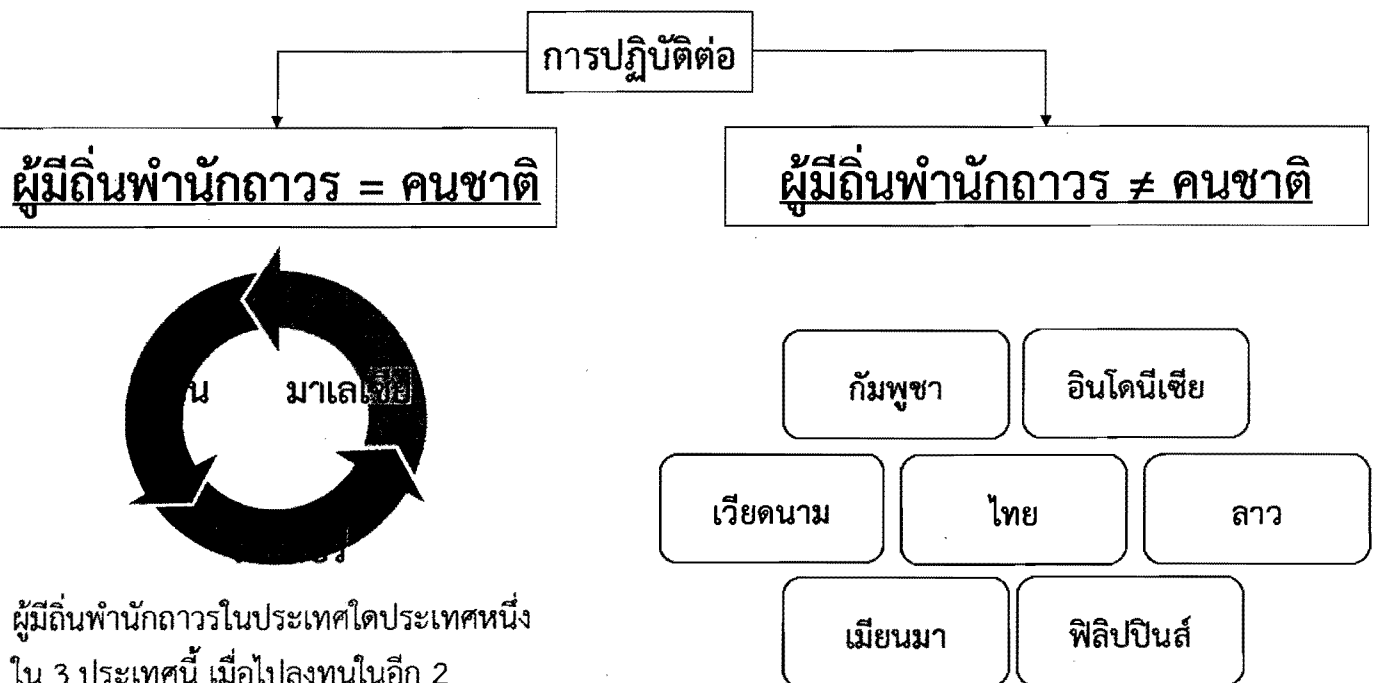 การปฏิบัติต่อ
ผู้มีถิ่นพำนักถาวร = คนชาติ
ผู้มีถิ่นพำนักถาวร ≠ คนชาติ
มาเลเซีย
กัมพูชา
อินโดนีเซีย
เวียดนาม
ไทย
ลาว
เมียนมา
ฟิลิปปินส์
ผู้มีถิ่นพำนักถาวรในประเทศใดประเทศหนึ่ง
ใน 3 ประเทศนี้ เมื่อไปลงทุนในอีก 2